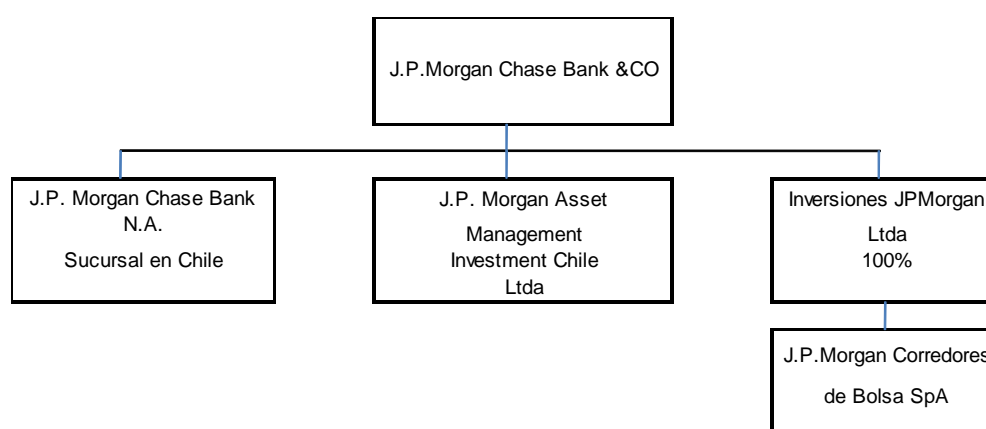 J.P.Morgan Chase Bank &CO
J.P. Morgan Chase Bank
N.A.
Sucursal en Chile
J.P. Morgan Asset
Management
Investment Chile
Ltda
Inversiones JPMorgan
Ltda
100%
J.P.Morgan Corredores
de Bolsa SpA